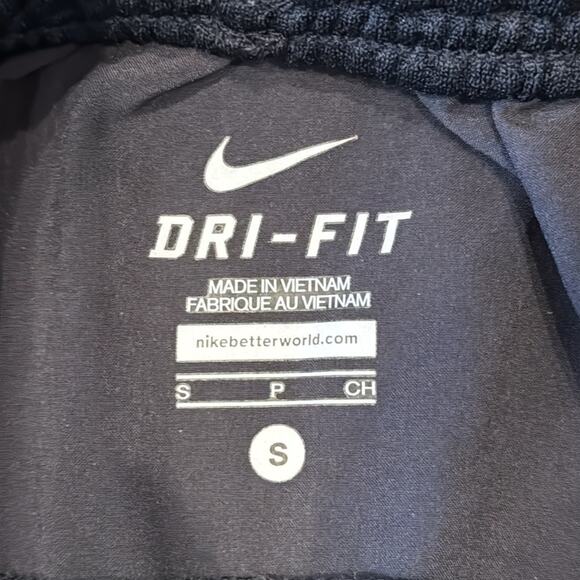 DRI-FIT
MADE IN VIETNAM
FABRIQUE AU VIETNAM
nikebetterworld.com
S P CH
S